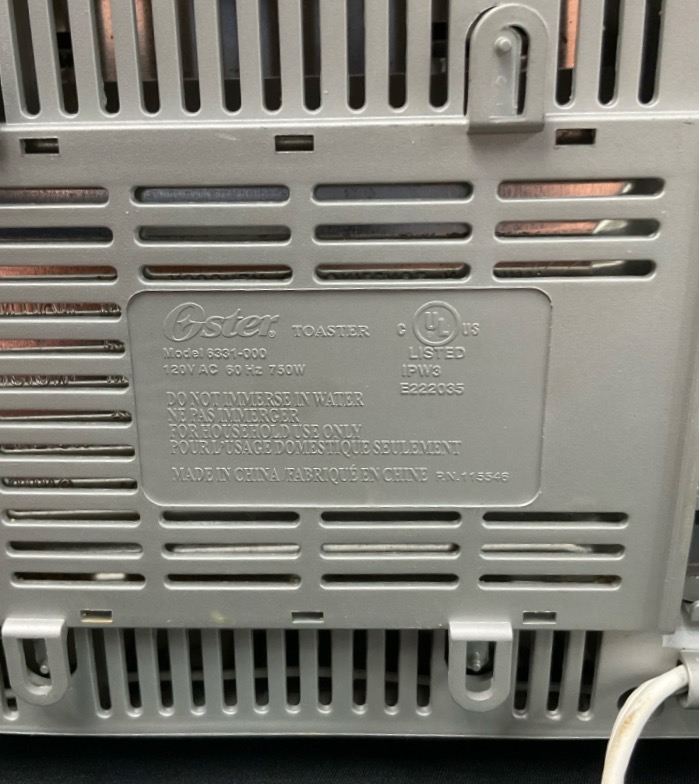 Oster. TOASTER
Model 6331-000
120V AC 60 Hz 750W
C UL US
LISTED
IPW3
E222035
DO NOT IMMERSE IN WATER
NE PAS IMMERGER
FOR HOUSEHOLD USE ONLY
POUR L'USAGE DOMESTIQUE SEULEMENT
MADE IN CHINA /FABRIQUÉ EN CHINE P.N.115546